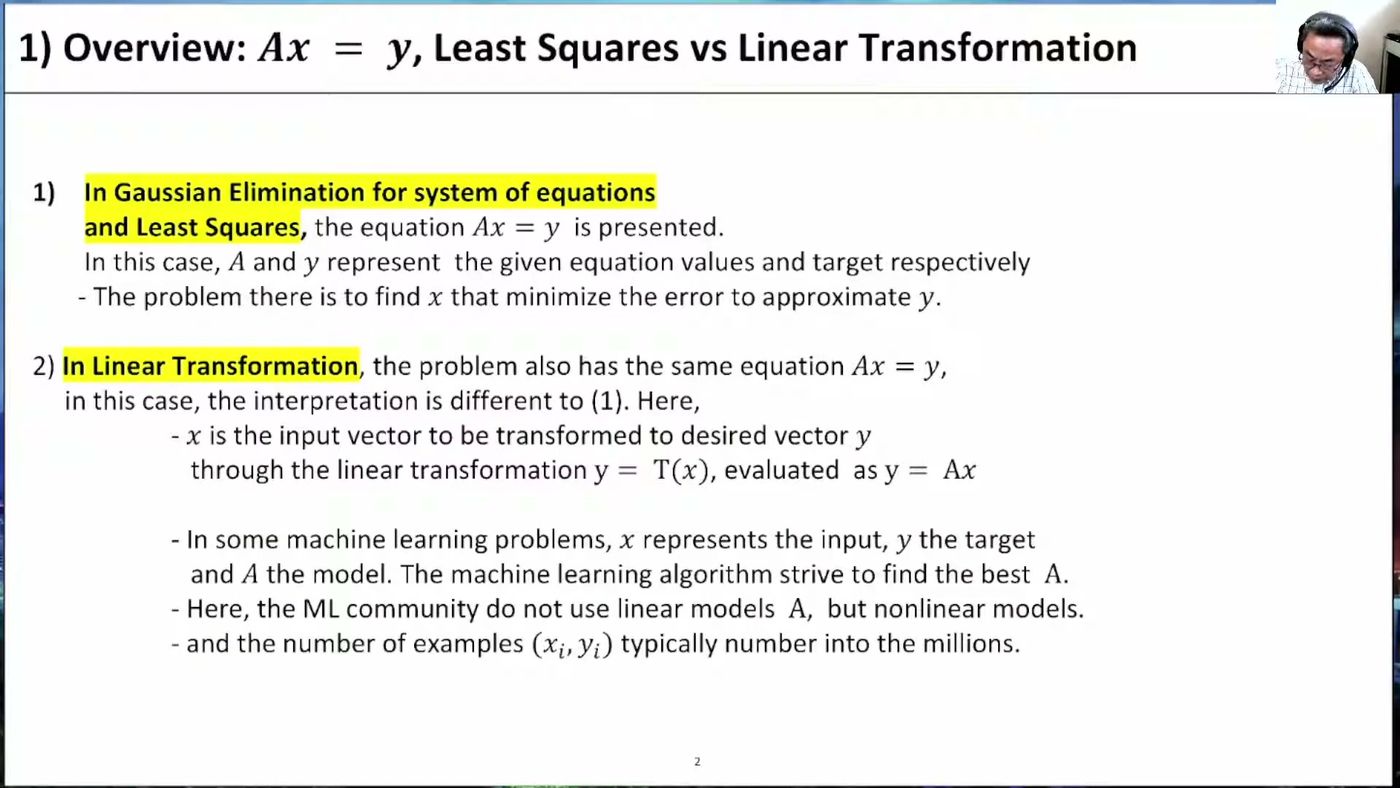 1) Overview: Ax = y, Least Squares vs Linear Transformation
1) In Gaussian Elimination for system of equations
and Least Squares, the equation Ax = y is presented.
In this case, A and y represent the given equation values and target respectively
- The problem there is to find x that minimize the error to approximate y.
2) In Linear Transformation, the problem also has the same equation Ax = y,
in this case, the interpretation is different to (1). Here,
- x is the input vector to be transformed to desired vector y
through the linear transformation y = T(x), evaluated as y = Ax
- In some machine learning problems, x represents the input, y the target
and A the model. The machine learning algorithm strive to find the best A.
- Here, the ML community do not use linear models A, but nonlinear models.
- and the number of examples (xᵢ, yᵢ) typically number into the millions.
2